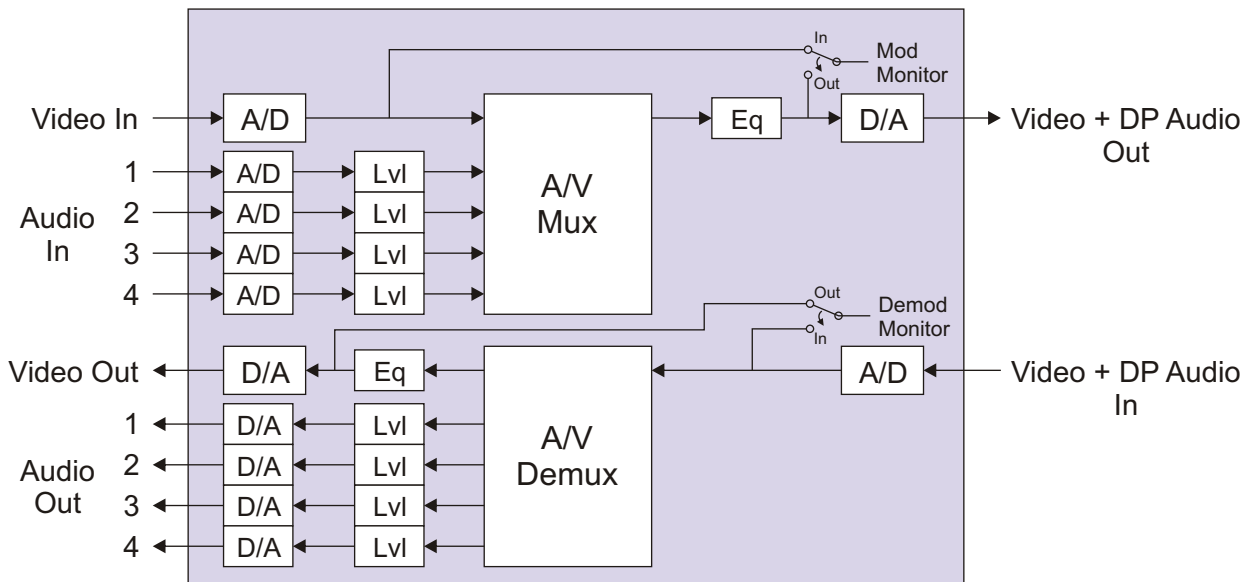 In
Mod
Monitor
Out
Video In
A/D
Eq
D/A
Video + DP Audio
Out
Audio
In
1
A/D
Lvl
2
A/D
Lvl
3
A/D
Lvl
4
A/D
Lvl
A/V
Mux
Out
Demod
Monitor
In
Video Out
D/A
Eq
A/D
Video + DP Audio
In
Audio
Out
1
D/A
Lvl
2
D/A
Lvl
3
D/A
Lvl
4
D/A
Lvl
A/V
Demux